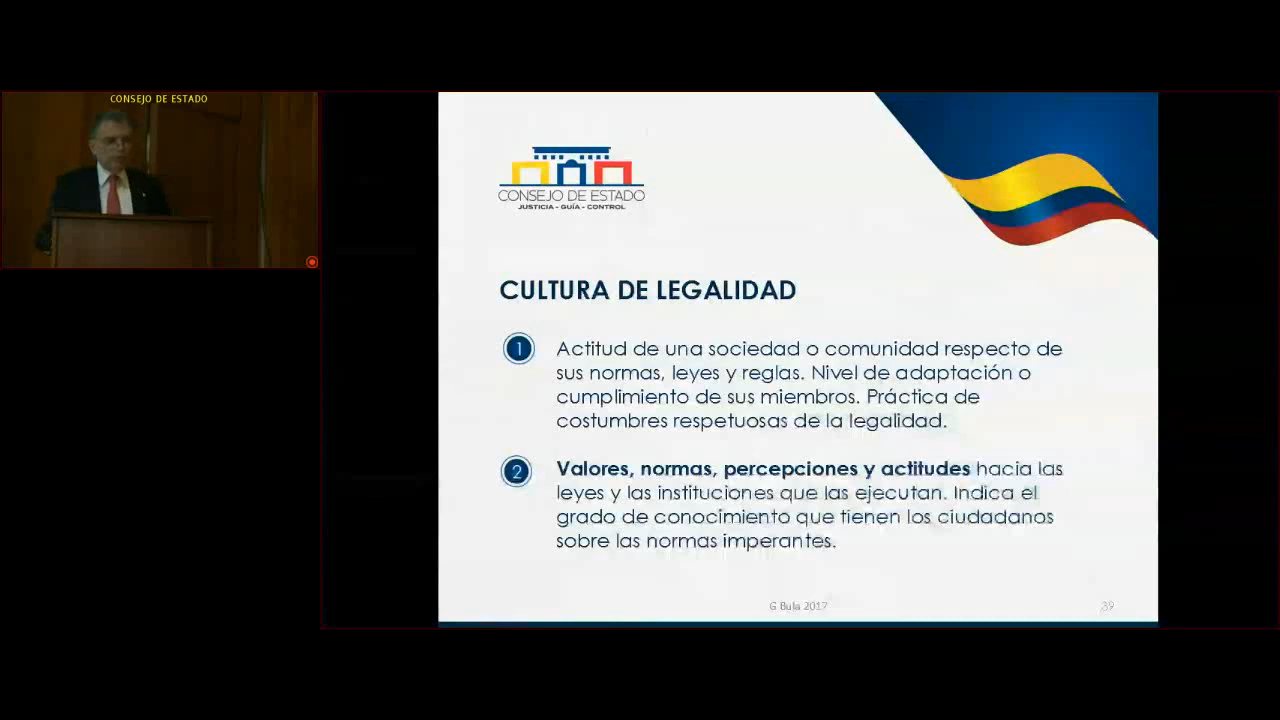 CONSEJO DE ESTADO
CONSEJO DE ESTADO
JUSTICIA - GUÍA - CONTROL
CULTURA DE LEGALIDAD
1 Actitud de una sociedad o comunidad respecto de
sus normas, leyes y reglas. Nivel de adaptación o
cumplimiento de sus miembros. Práctica de
costumbres respetuosas de la legalidad.
2 Valores, normas, percepciones y actitudes hacia las
leyes y las instituciones que las ejecutan. Indica el
grado de conocimiento que tienen los ciudadanos
sobre las normas imperantes.
G Bula 2017
39